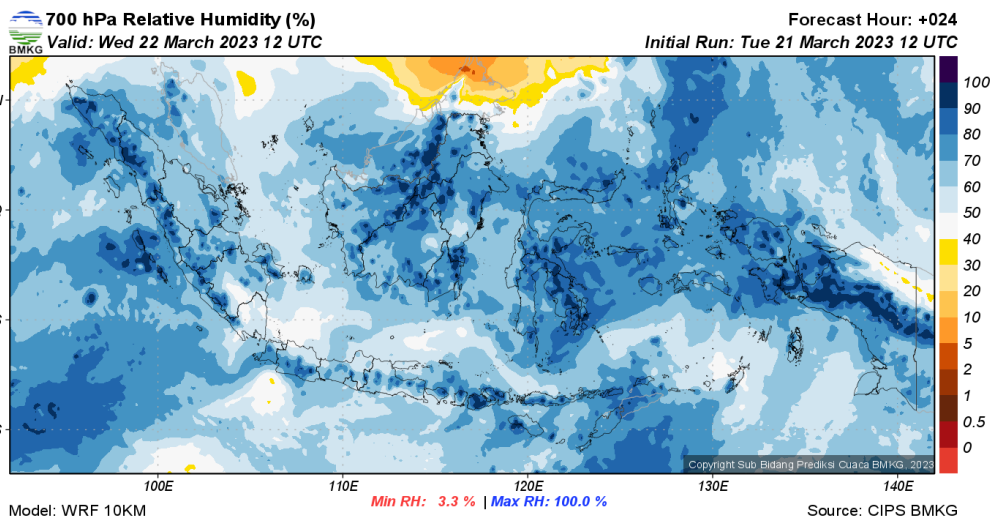 700 hPa Relative Humidity (%)
Forecast Hour: +024
BMKG
Valid: Wed 22 March 2023 12 UTC
Initial Run: Tue 21 March 2023 12 UTC
100
90
80
70
60
50
40
30
20
10
5
2
1
0.5
0
Copyright Sub Bidang Prediksi Cuaca BMKG, 2023
100E
110E
120E
130E
140E
Min RH: 3.3 % | Max RH: 100.0 %
Model: WRF 10KM
Source: CIPS BMKG